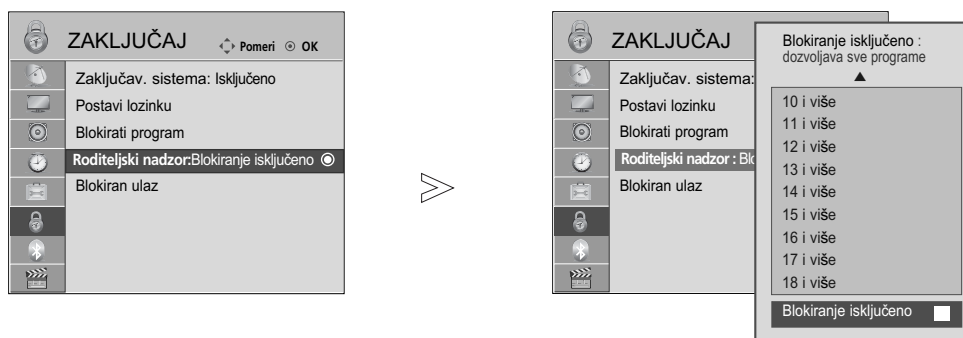 ZAKLJUČAJ
Pomeri OK
Zaključav. sistema: Isključeno
Postavi lozinku
Blokirati program
Roditeljski nadzor:Blokiranje isključeno
Blokiran ulaz
ZAKLJUČAJ
Zaključav. sistema:
Postavi lozinku
Blokirati program
Roditeljski nadzor : Blo
Blokiran ulaz
Blokiranje isključeno :
dozvoljava sve programe
10 i više
11 i više
12 i više
13 i više
14 i više
15 i više
16 i više
17 i više
18 i više
Blokiranje isključeno